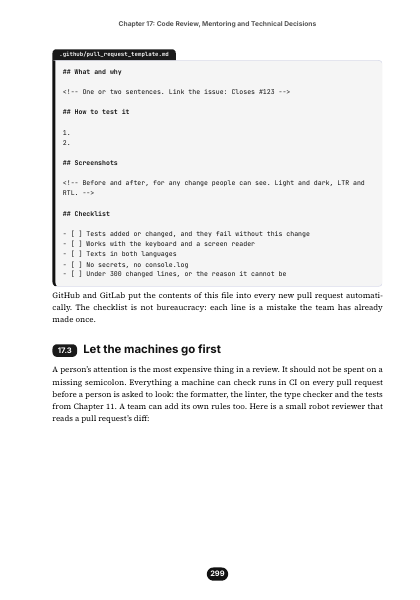 Chapter 17: Code Review, Mentoring and Technical Decisions
.github/pull_request_template.md
## What and why
<!-- One or two sentences. Link the issue: Closes #123 -->
## How to test it
1.
2.
## Screenshots
<!-- Before and after, for any change people can see. Light and dark, LTR and
RTL. -->
## Checklist
- [ ] Tests added or changed, and they fail without this change
- [ ] Works with the keyboard and a screen reader
- [ ] Texts in both languages
- [ ] No secrets, no console.log
- [ ] Under 300 changed lines, or the reason it cannot be
GitHub and GitLab put the contents of this file into every new pull request automati-
cally. The checklist is not bureaucracy: each line is a mistake the team has already
made once.
17.3 Let the machines go first
A person's attention is the most expensive thing in a review. It should not be spent on a
missing semicolon. Everything a machine can check runs in CI on every pull request
before a person is asked to look: the formatter, the linter, the type checker and the tests
from Chapter 11. A team can add its own rules too. Here is a small robot reviewer that
reads a pull request's diff:
299